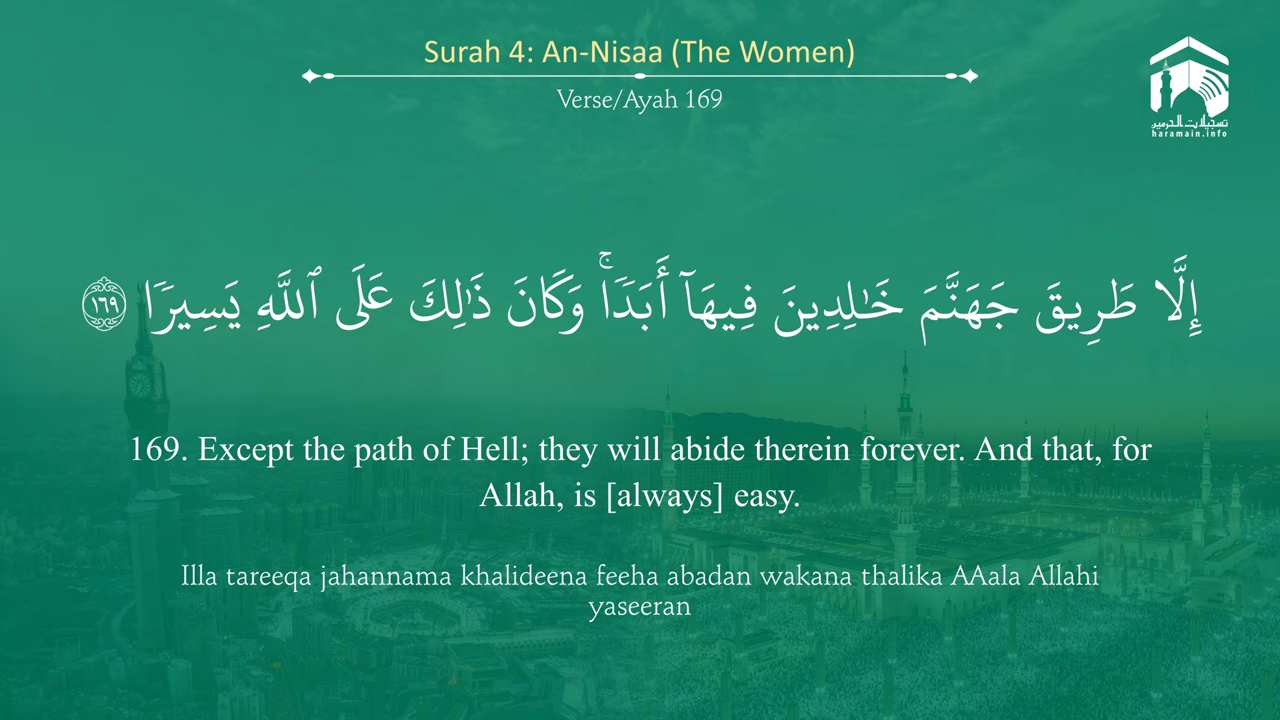 Surah 4: An-Nisaa (The Women)
Verse/Ayah 169
تسجيلات الحرمين
haramain.info
إِلَّا طَرِيقَ جَهَنَّمَ خَـٰلِدِينَ فِيهَآ أَبَدًۭا ۚ وَكَانَ ذَٰلِكَ عَلَى ٱللَّهِ يَسِيرًۭا ١٦٩
169. Except the path of Hell; they will abide therein forever. And that, for
Allah, is [always] easy.
Illa tareeqa jahannama khalideena feeha abadan wakana thalika AAala Allahi
yaseeran